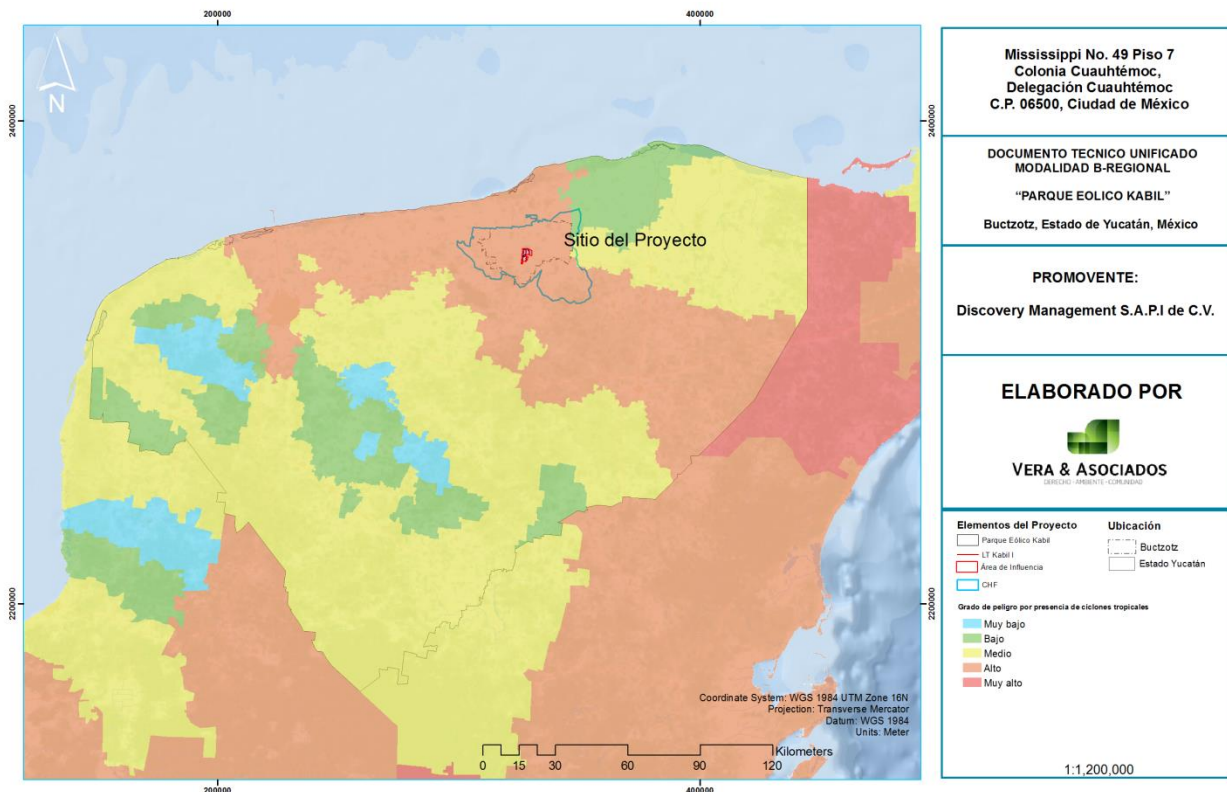 200000
400000
2400000
2400000
N
Sitio del Proyecto
2200000
2200000
Coordinate System: WGS 1984 UTM Zone 16N
Projection: Transverse Mercator
Datum: WGS 1984
Units: Meter
Kilometers
0 15 30 60 90 120
200000
400000
Mississippi No. 49 Piso 7
Colonia Cuauhtémoc,
Delegación Cuauhtémoc
C.P. 06500, Ciudad de México
DOCUMENTO TECNICO UNIFICADO
MODALIDAD B-REGIONAL
“PARQUE EOLICO KABIL”
Buctzotz, Estado de Yucatán, México
PROMOVENTE:
Discovery Management S.A.P.I de C.V.
ELABORADO POR
VERA & ASOCIADOS
DERECHO · AMBIENTE · COMUNIDAD
Elementos del Proyecto
Parque Eólico Kabil
LT Kabil I
Área de Influencia
CHF
Ubicación
Buctzotz
Estado Yucatán
Grado de peligro por presencia de ciclones tropicales
Muy bajo
Bajo
Medio
Alto
Muy alto
1:1,200,000